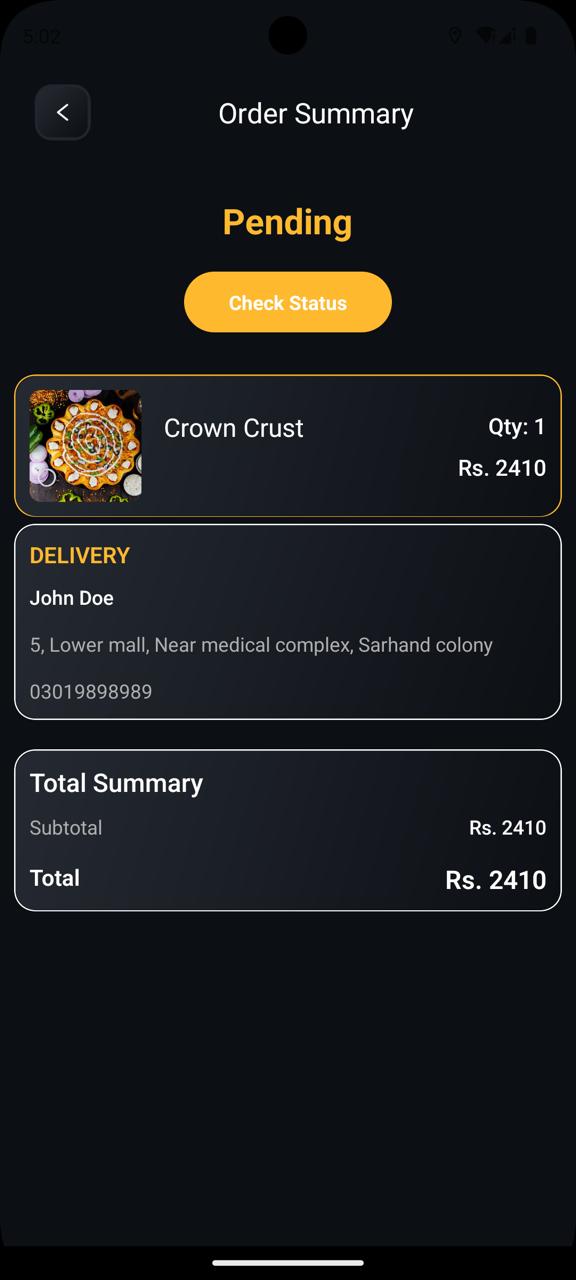 5:02
Order Summary
Pending
Check Status
Crown Crust
Qty: 1
Rs. 2410
DELIVERY
John Doe
5, Lower mall, Near medical complex, Sarhand colony
03019898989
Total Summary
Subtotal Rs. 2410
Total Rs. 2410